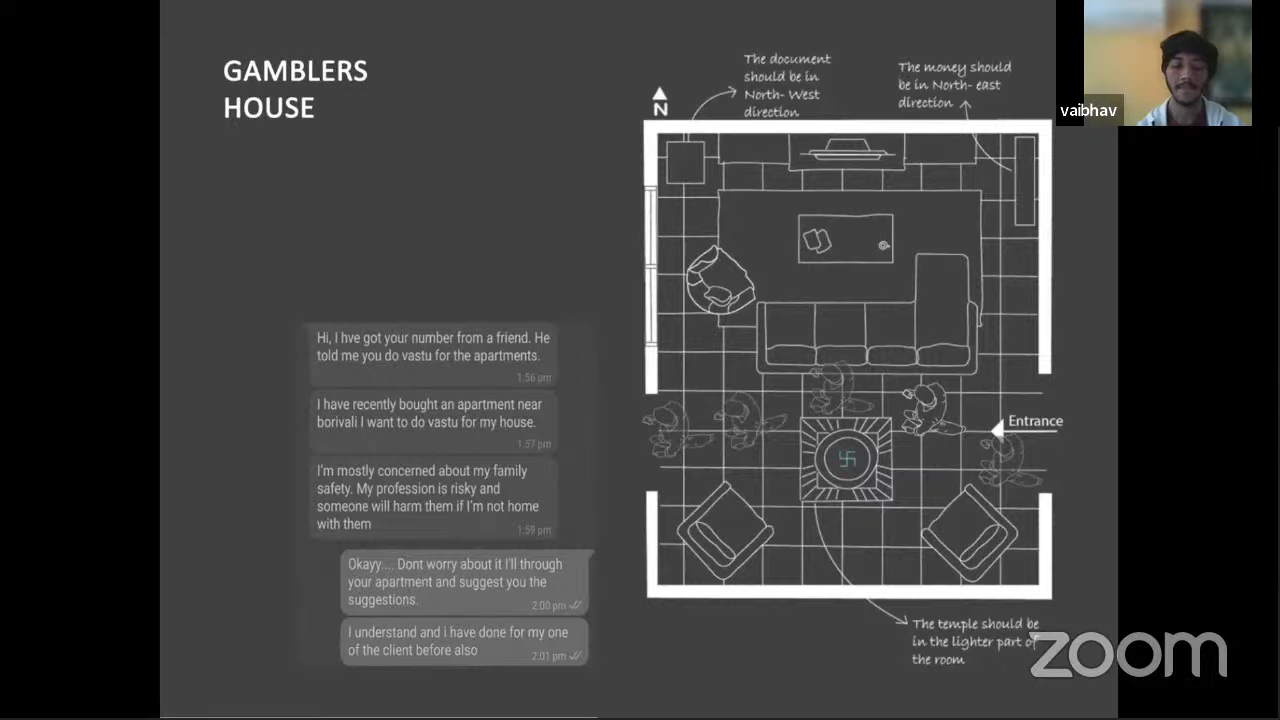 GAMBLERS
HOUSE
The document
should be in
North- West
direction
The money should
be in North- east
direction
N
vaibhav
Hi, I hve got your number from a friend. He
told me you do vastu for the apartments.
1:56 pm
I have recently bought an apartment near
borivali I want to do vastu for my house.
1:57 pm
I'm mostly concerned about my family
safety. My profession is risky and
someone will harm them if I'm not home
with them
1:59 pm
Okayy.... Dont worry about it I'll through
your apartment and suggest you the
suggestions.
2:00 pm
I understand and i have done for my one
of the client before also
2:01 pm
Entrance
The temple should be
in the lighter part of
the room
zoom